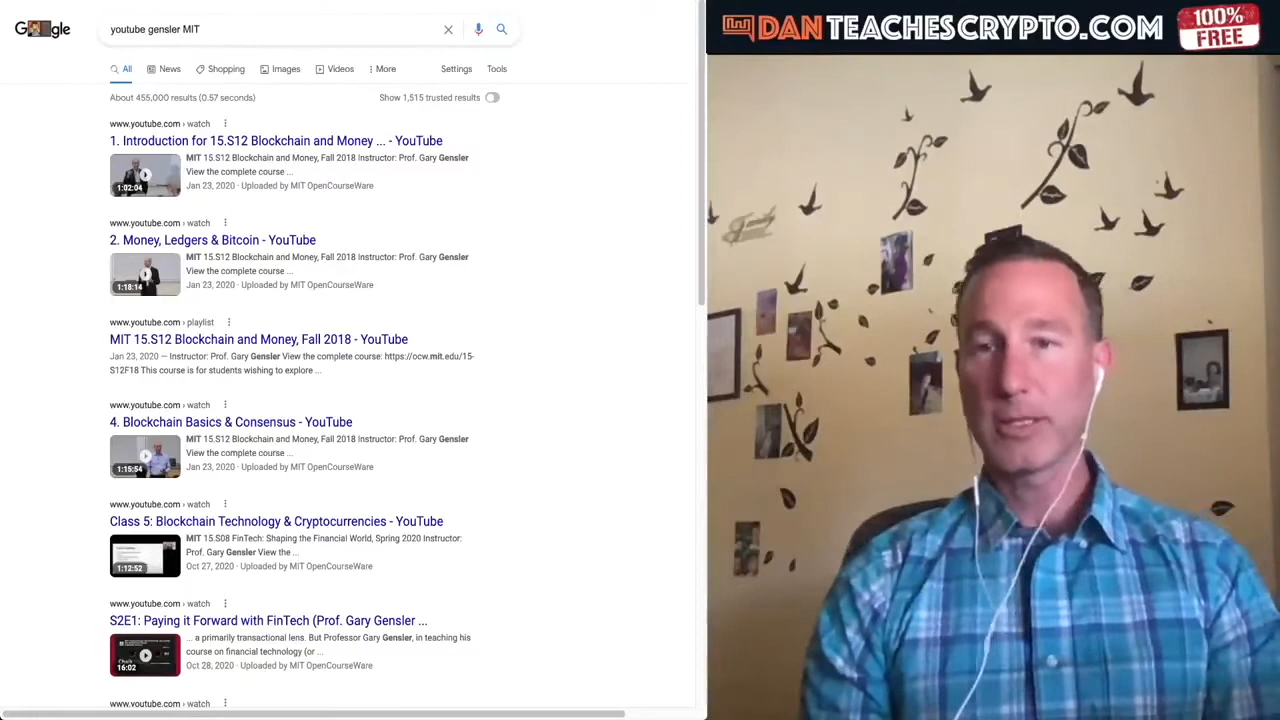 Google
youtube gensler MIT
All
News
Shopping
Images
Videos
More
Settings
Tools
About 455,000 results (0.57 seconds)
Show 1,515 trusted results
www.youtube.com › watch
1. Introduction for 15.S12 Blockchain and Money ... - YouTube
MIT 15.S12 Blockchain and Money, Fall 2018 Instructor: Prof. Gary Gensler
View the complete course ...
1:02:04
Jan 23, 2020 · Uploaded by MIT OpenCourseWare
www.youtube.com › watch
2. Money, Ledgers & Bitcoin - YouTube
MIT 15.S12 Blockchain and Money, Fall 2018 Instructor: Prof. Gary Gensler
View the complete course ...
1:18:14
Jan 23, 2020 · Uploaded by MIT OpenCourseWare
www.youtube.com › playlist
MIT 15.S12 Blockchain and Money, Fall 2018 - YouTube
Jan 23, 2020 — Instructor: Prof. Gary Gensler View the complete course: https://ocw.mit.edu/15-
S12F18 This course is for students wishing to explore ...
www.youtube.com › watch
4. Blockchain Basics & Consensus - YouTube
MIT 15.S12 Blockchain and Money, Fall 2018 Instructor: Prof. Gary Gensler
View the complete course ...
1:15:54
Jan 23, 2020 · Uploaded by MIT OpenCourseWare
www.youtube.com › watch
Class 5: Blockchain Technology & Cryptocurrencies - YouTube
MIT 15.S08 FinTech: Shaping the Financial World, Spring 2020 Instructor:
Prof. Gary Gensler View the ...
1:12:52
Oct 27, 2020 · Uploaded by MIT OpenCourseWare
www.youtube.com › watch
S2E1: Paying it Forward with FinTech (Prof. Gary Gensler ...
... a primarily transactional lens. But Professor Gary Gensler, in teaching his
course on financial technology (or ...
16:02
Oct 28, 2020 · Uploaded by MIT OpenCourseWare
www.youtube.com › watch
DANTEACHESCRYPTO.COM
100%
FREE